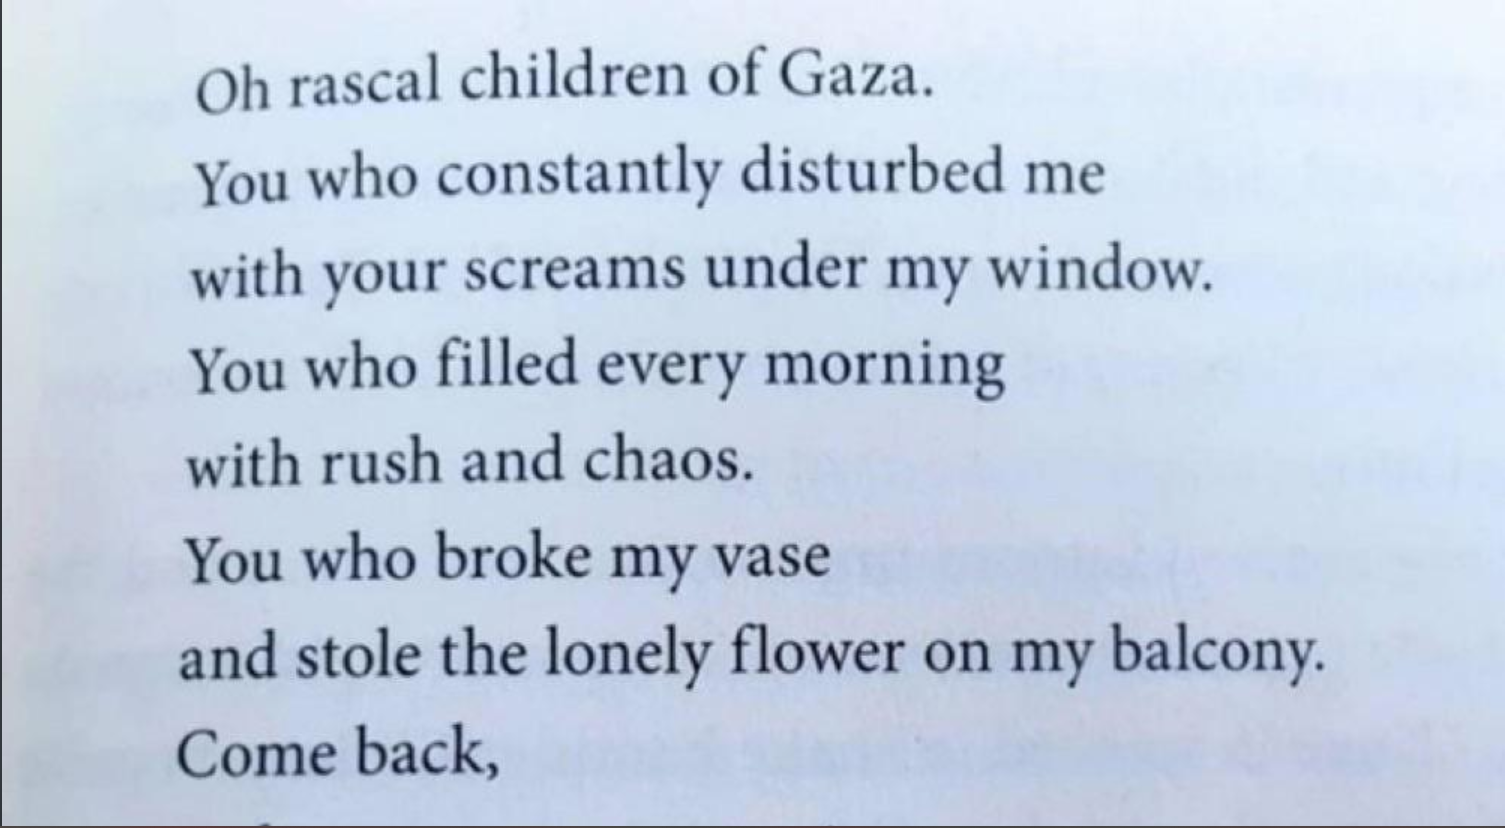 Oh rascal children of Gaza.
You who constantly disturbed me
with your screams under my window.
You who filled every morning
with rush and chaos.
You who broke my vase
and stole the lonely flower on my balcony.
Come back,